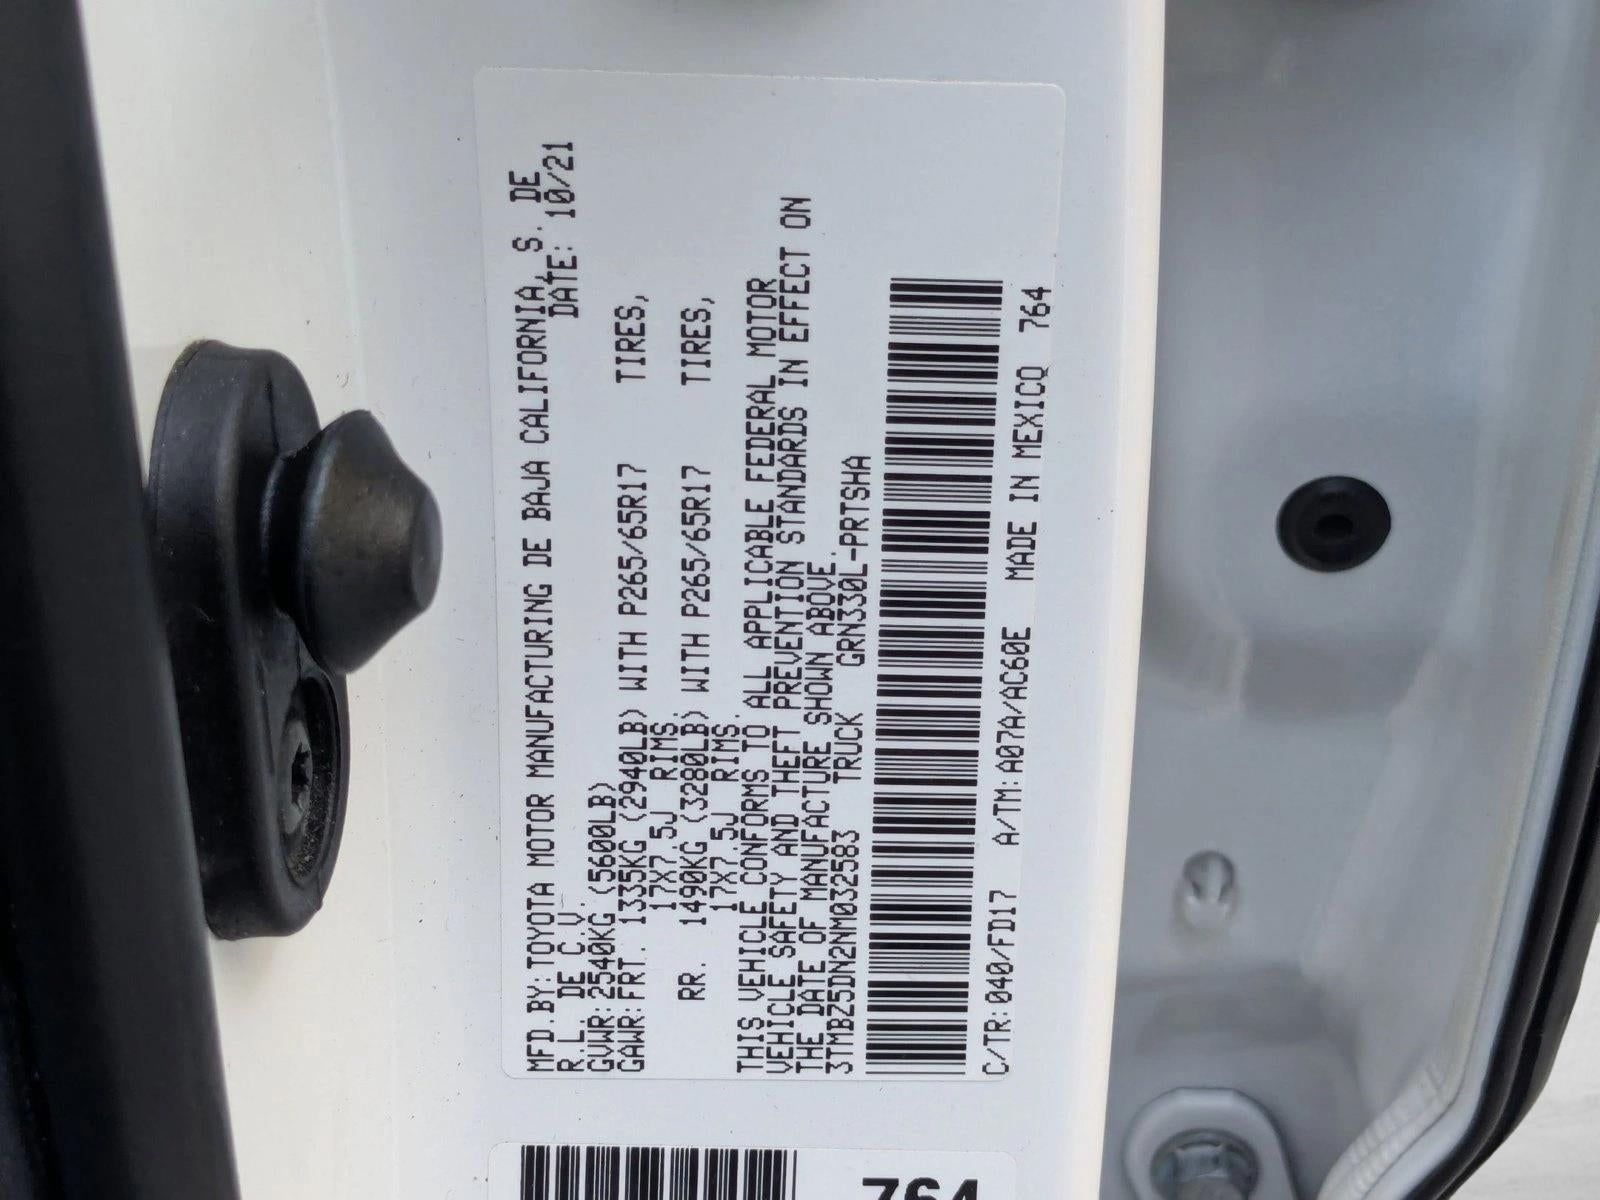 MFD.BY:TOYOTA MOTOR MANUFACTURING DE BAJA CALIFORNIA, S. DE
R.L. DE C.V. DATE: 10/21
GVWR:2540KG (5600LB)
GAWR:FRT. 1335KG (2940LB) WITH P265/65R17 TIRES,
17X7.5J RIMS.
RR. 1490KG (3280LB) WITH P265/65R17 TIRES,
17X7.5J RIMS.
THIS VEHICLE CONFORMS TO ALL APPLICABLE FEDERAL MOTOR
VEHICLE SAFETY AND THEFT PREVENTION STANDARDS IN EFFECT ON
THE DATE OF MANUFACTURE SHOWN ABOVE.
3TMBZ5DN2NM032583 TRUCK GRN330L-PRTSHA
C/TR:040/FD17 A/TM:A07A/AC60E MADE IN MEXICO 764
764